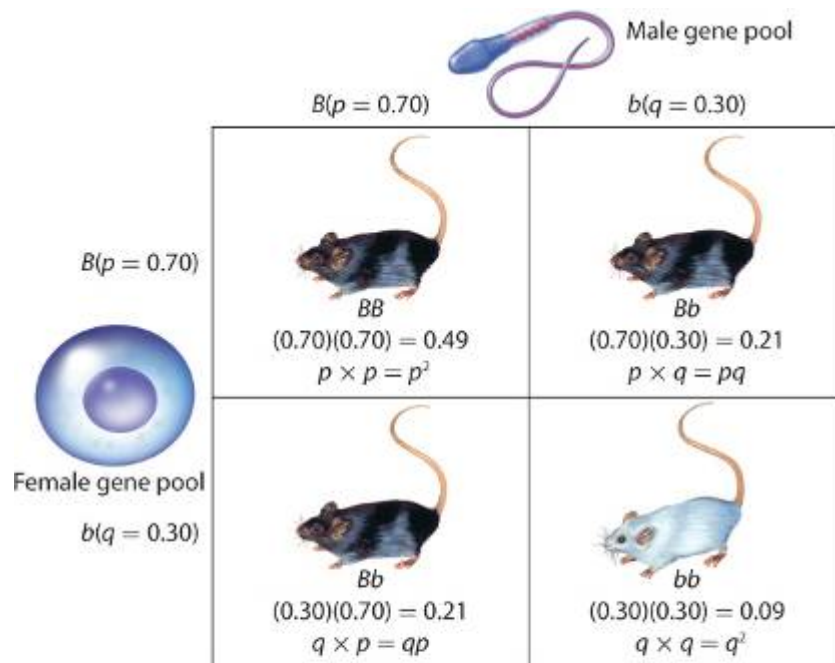 Male gene pool
B(p = 0.70)
b(q = 0.30)
B(p = 0.70)
BB
(0.70)(0.70) = 0.49
p × p = p²
Bb
(0.70)(0.30) = 0.21
p × q = pq
Female gene pool
b(q = 0.30)
Bb
(0.30)(0.70) = 0.21
q × p = qp
bb
(0.30)(0.30) = 0.09
q × q = q²